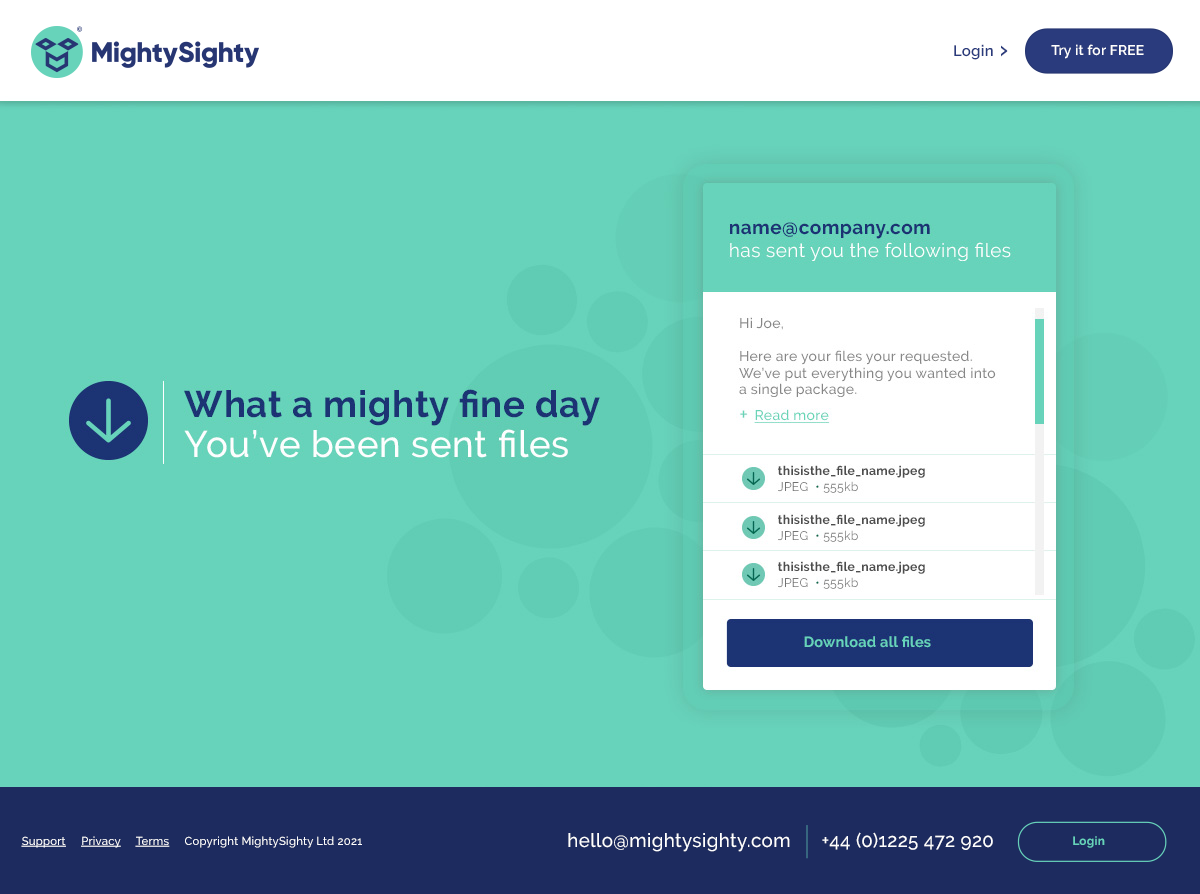 MightySighty
®
Login >
Try it for FREE
name@company.com
has sent you the following files
Hi Joe,
Here are your files your requested.
We've put everything you wanted into
a single package.
+ Read more
What a mighty fine day
You've been sent files
thisisthe_file_name.jpeg
JPEG • 555kb
thisisthe_file_name.jpeg
JPEG • 555kb
thisisthe_file_name.jpeg
JPEG • 555kb
Download all files
Support Privacy Terms Copyright MightySighty Ltd 2021
hello@mightysighty.com
+44 (0)1225 472 920
Login